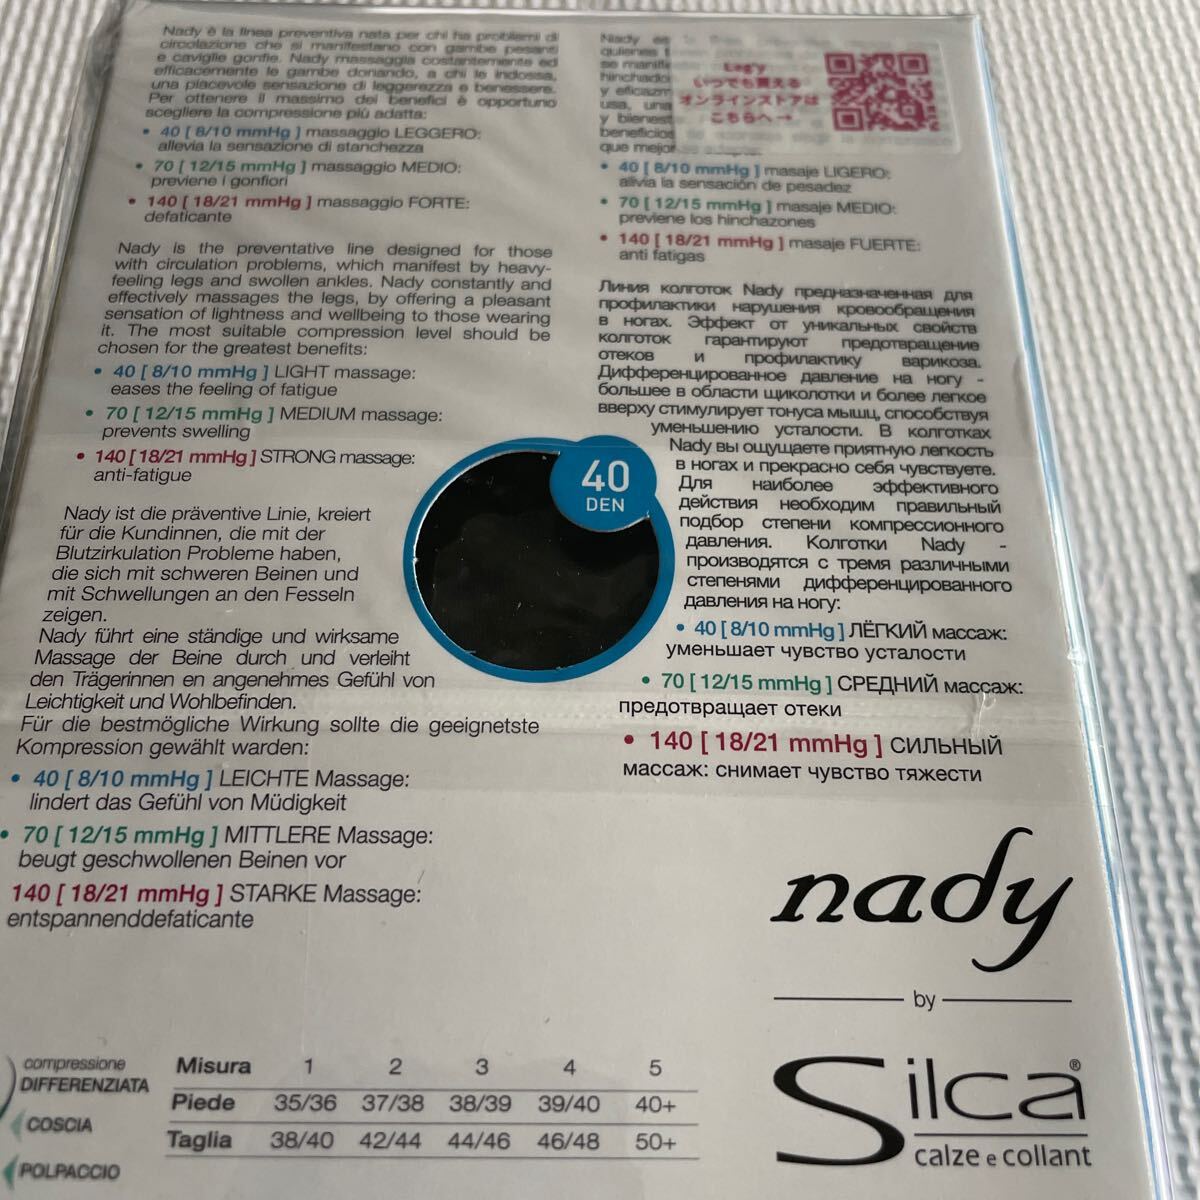 Nady è la linea preventiva nata per chi ha problemi di
circolazione che si manifestano con gambe pesanti
e caviglie gonfie. Nady massaggia costantemente ed
efficacemente le gambe donando, a chi le indossa,
una piacevole sensazione di leggerezza e benessere.
Per ottenere il massimo dei benefici è opportuno
scegliere la compressione più adatta:
• 40 [ 8/10 mmHg ] massaggio LEGGERO:
allevia la sensazione di stanchezza
• 70 [ 12/15 mmHg ] massaggio MEDIO:
previene i gonfiori
• 140 [ 18/21 mmHg ] massaggio FORTE:
defaticante
Nady is the preventative line designed for those
with circulation problems, which manifest by heavy-
feeling legs and swollen ankles. Nady constantly and
effectively massages the legs, by offering a pleasant
sensation of lightness and wellbeing to those wearing
it. The most suitable compression level should be
chosen for the greatest benefits:
• 40 [ 8/10 mmHg ] LIGHT massage:
eases the feeling of fatigue
• 70 [ 12/15 mmHg ] MEDIUM massage:
prevents swelling
• 140 [ 18/21 mmHg ] STRONG massage:
anti-fatigue
Nady ist die präventive Linie, kreiert
für die Kundinnen, die mit der
Blutzirkulation Probleme haben,
die sich mit schweren Beinen und
mit Schwellungen an den Fesseln
zeigen.
Nady führt eine ständige und wirksame
Massage der Beine durch und verleiht
den Trägerinnen en angenehmes Gefühl von
Leichtigkeit und Wohlbefinden.
Für die bestmögliche Wirkung sollte die geeignetste
Kompression gewählt warden:
• 40 [ 8/10 mmHg ] LEICHTE Massage:
lindert das Gefühl von Müdigkeit
• 70 [ 12/15 mmHg ] MITTLERE Massage:
beugt geschwollenen Beinen vor
140 [ 18/21 mmHg ] STARKE Massage:
entspannenddefaticante
Nady es
quienes
se manif
hinchado
y eficazm
usa, una
y bienest
beneficios
que mejor
Leg'y
いつでも買える
オンラインストアは
こちらへ→
• 40 [ 8/10 mmHg ] masaje LIGERO:
alivia la sensación de pesadez
• 70 [ 12/15 mmHg ] masaje MEDIO:
previene los hinchazones
• 140 [ 18/21 mmHg ] masaje FUERTE:
anti fatigas
Линия колготок Nady предназначенная для
профилактики нарушения кровообращения
в ногах. Эффект от уникальных свойств
колготок гарантируют предотвращение
отеков и профилактику варикоза.
Дифференцированное давление на ногу -
большее в области щиколотки и более легкое
вверху стимулирует тонуса мышц, способствуя
уменьшению усталости. В колготках
Nady вы ощущаете приятную легкость
в ногах и прекрасно себя чувствуете.
Для наиболее эффективного
действия необходим правильный
подбор степени компрессионного
давления. Колготки Nady -
производятся с тремя различными
степенями дифференцированного
давления на ногу:
• 40 [ 8/10 mmHg ] ЛЁГКИЙ массаж:
уменьшает чувство усталости
• 70 [ 12/15 mmHg ] СРЕДНИЙ массаж:
предотвращает отеки
• 140 [ 18/21 mmHg ] СИЛЬНЫЙ
массаж: снимает чувство тяжести
40
DEN
nady
by
Silca®
calze e collant
compressione
DIFFERENZIATA
COSCIA
POLPACCIO
Misura 1 2 3 4 5
Piede 35/36 37/38 38/39 39/40 40+
Taglia 38/40 42/44 44/46 46/48 50+